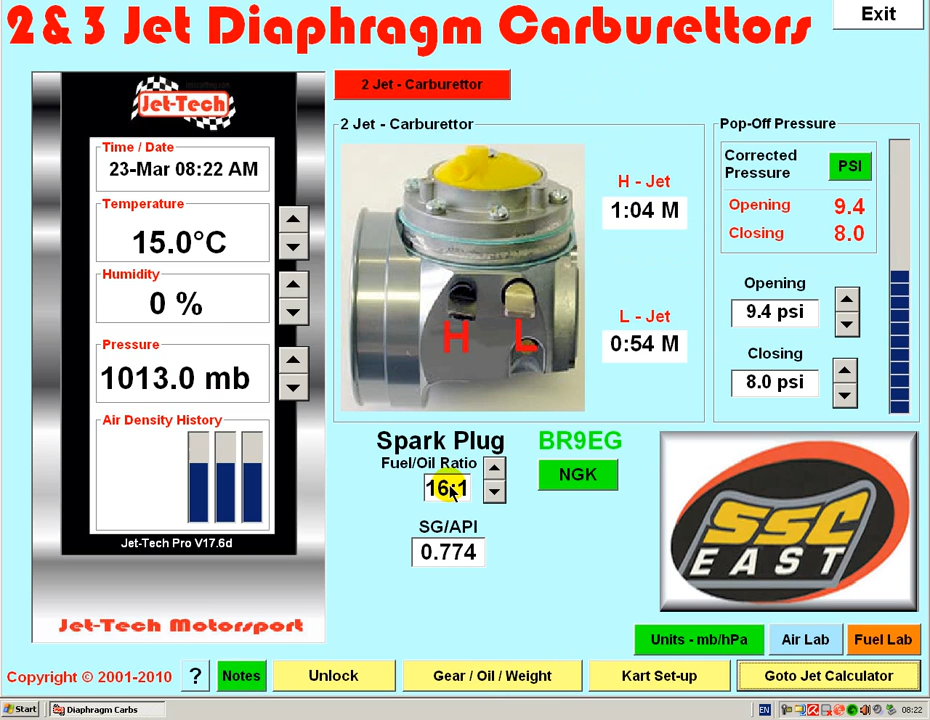 2 & 3 Jet Diaphragm Carburettors
Exit
Jet-Tech
Time / Date
23-Mar 08:22 AM
Temperature
15.0°C
Humidity
0 %
Pressure
1013.0 mb
Air Density History
Jet-Tech Pro V17.6d
Jet-Tech Motorsport
2 Jet - Carburettor
2 Jet - Carburettor
H
L
H - Jet
1:04 M
L - Jet
0:54 M
Pop-Off Pressure
Corrected
Pressure
PSI
Opening 9.4
Closing 8.0
Opening
9.4 psi
Closing
8.0 psi
Spark Plug BR9EG
Fuel/Oil Ratio
16:1
NGK
SG/API
0.774
SSC
EAST
Units - mb/hPa
Air Lab
Fuel Lab
Copyright © 2001-2010
?
Notes
Unlock
Gear / Oil / Weight
Kart Set-up
Goto Jet Calculator
Start
Diaphragm Carbs
EN
08:22